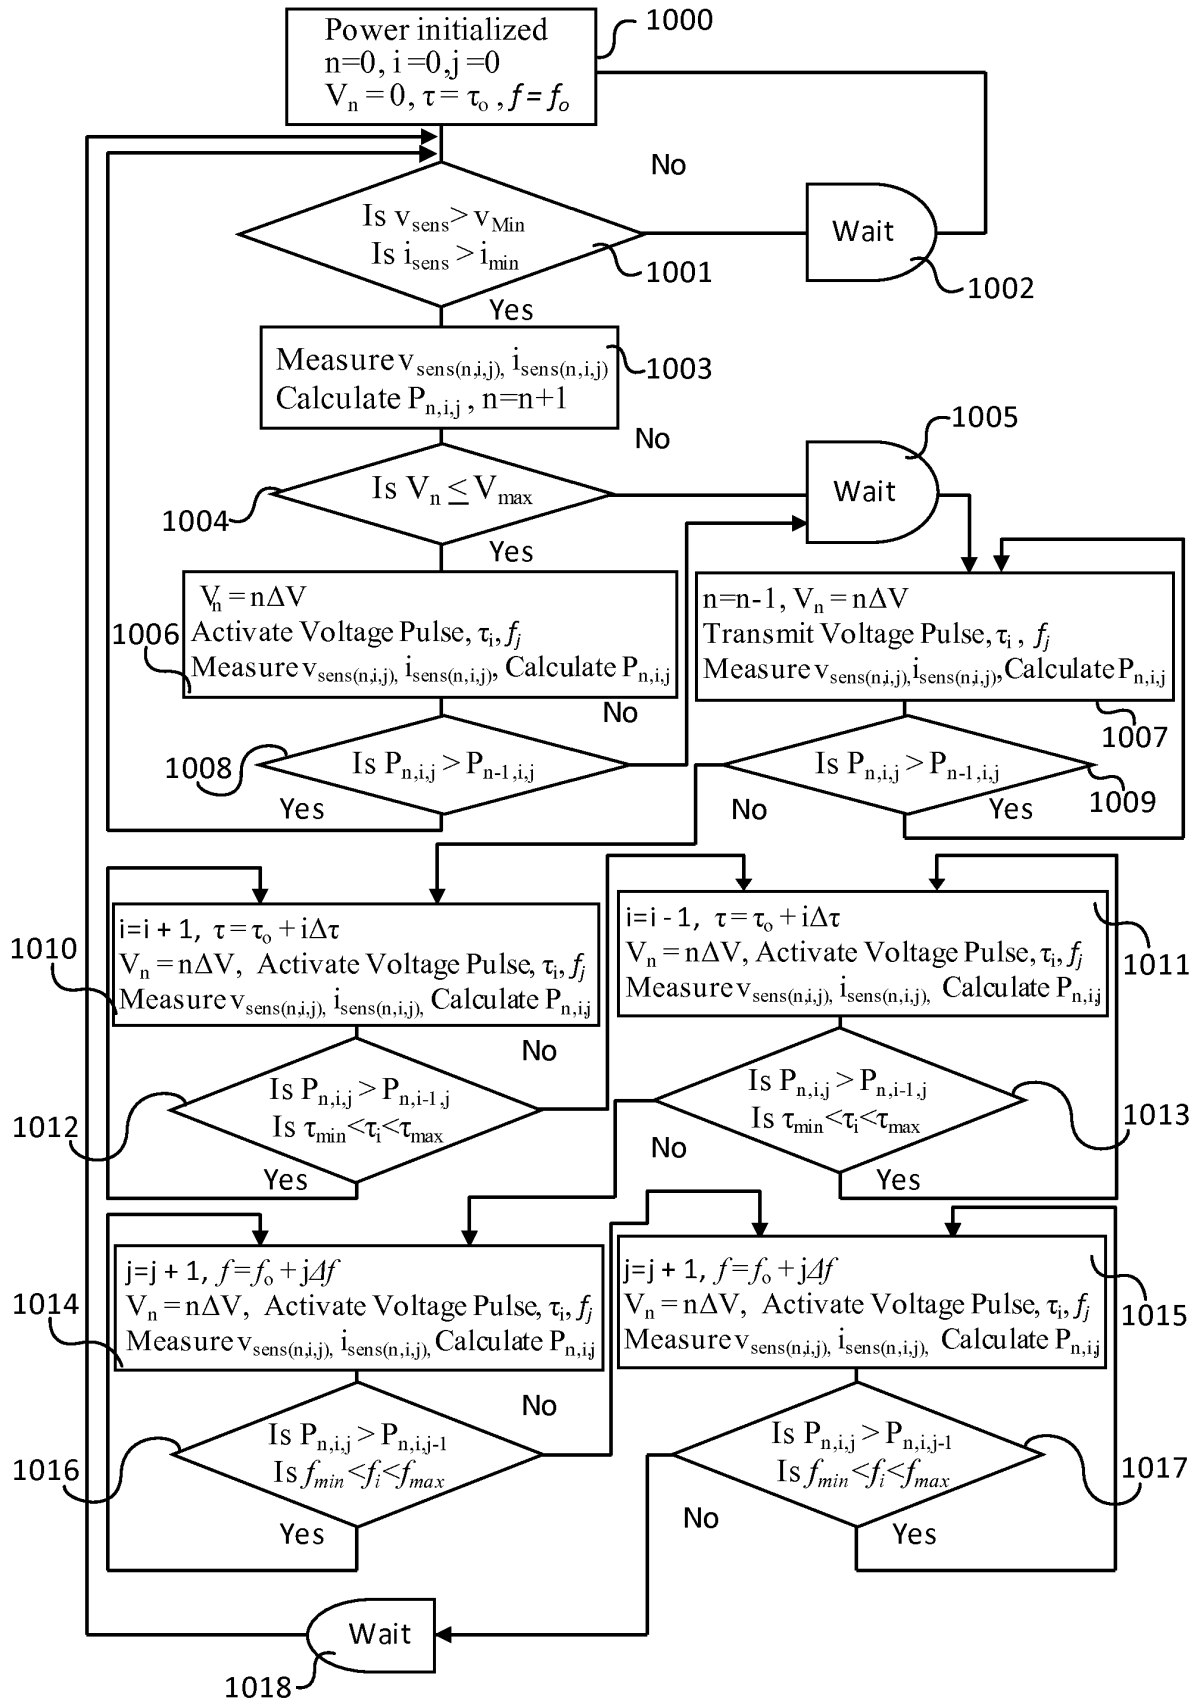 Power initialized
n=0, i=0,j =0
Vn = 0, τ = τo , f = fo
1000
No
Is vsens > vMin
Is isens > imin
1001
Wait
1002
Yes
Measure vsens(n,i,j), isens(n,i,j)
Calculate Pn,i,j , n=n+1
1003
No
1005
Is Vn ≤ Vmax
Wait
1004
Yes
Vn = nΔV
Activate Voltage Pulse, τi, fj
Measure vsens(n,i,j), isens(n,i,j), Calculate Pn,i,j
1006
n=n-1, Vn = nΔV
Transmit Voltage Pulse, τi , fj
Measure vsens(n,i,j), isens(n,i,j), Calculate Pn,i,j
1007
No
Is Pn,i,j > Pn-1,i,j
1008
Yes
Is Pn,i,j > Pn-1,i,j
1009
No
Yes
i=i + 1, τ = τo + iΔτ
Vn = nΔV, Activate Voltage Pulse, τi, fj
Measure vsens(n,i,j), isens(n,i,j), Calculate Pn,i,j
1010
i=i - 1, τ = τo + iΔτ
Vn = nΔV, Activate Voltage Pulse, τi, fj
Measure vsens(n,i,j), isens(n,i,j), Calculate Pn,i,j
1011
No
Is Pn,i,j > Pn,i-1,j
Is τmin<τi<τmax
1012
Yes
Is Pn,i,j > Pn,i-1,j
Is τmin<τi<τmax
1013
No
Yes
j=j + 1, f = fo + jΔf
Vn = nΔV, Activate Voltage Pulse, τi, fj
Measure vsens(n,i,j), isens(n,i,j), Calculate Pn,i,j
1014
j=j + 1, f = fo + jΔf
Vn = nΔV, Activate Voltage Pulse, τi, fj
Measure vsens(n,i,j), isens(n,i,j), Calculate Pn,i,j
1015
No
Is Pn,i,j > Pn,i,j-1
Is fmin <fi<fmax
1016
Yes
Is Pn,i,j > Pn,i,j-1
Is fmin <fi<fmax
1017
No
Yes
Wait
1018